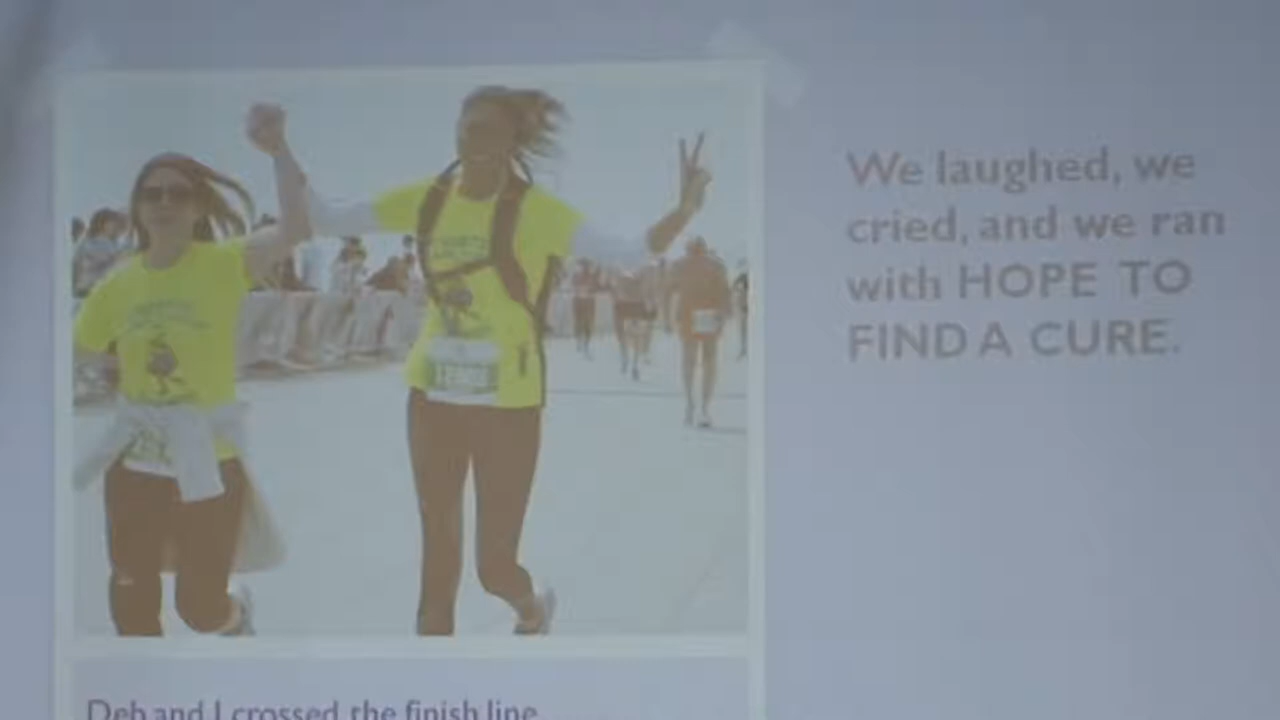 We laughed, we
cried, and we ran
with HOPE TO
FIND A CURE.
Deb and I crossed the finish line